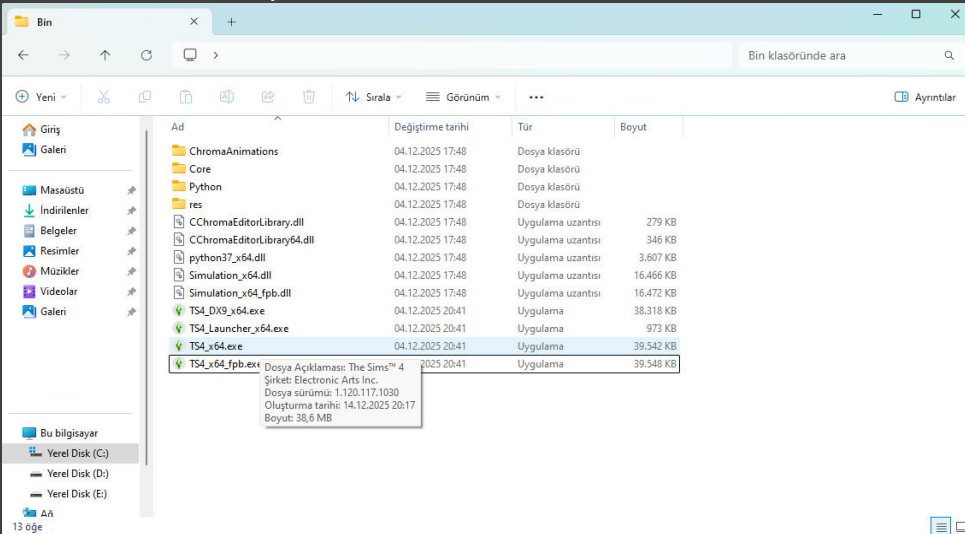 Bin
Bin klasöründe ara
Yeni
Sırala
Görünüm
Ayrıntılar
Giriş
Galeri
Masaüstü
İndirilenler
Belgeler
Resimler
Müzikler
Videolar
Galeri
Bu bilgisayar
Yerel Disk (C:)
Yerel Disk (D:)
Yerel Disk (E:)
Ağ
Ad Değiştirme tarihi Tür Boyut
ChromaAnimations 04.12.2025 17:48 Dosya klasörü
Core 04.12.2025 17:48 Dosya klasörü
Python 04.12.2025 17:48 Dosya klasörü
res 04.12.2025 17:48 Dosya klasörü
CChromaEditorLibrary.dll 04.12.2025 17:48 Uygulama uzantısı 279 KB
CChromaEditorLibrary64.dll 04.12.2025 17:48 Uygulama uzantısı 346 KB
python37_x64.dll 04.12.2025 17:48 Uygulama uzantısı 3.607 KB
Simulation_x64.dll 04.12.2025 17:48 Uygulama uzantısı 16.466 KB
Simulation_x64_fpb.dll 04.12.2025 17:48 Uygulama uzantısı 16.472 KB
TS4_DX9_x64.exe 04.12.2025 20:41 Uygulama 38.318 KB
TS4_Launcher_x64.exe 04.12.2025 20:41 Uygulama 973 KB
TS4_x64.exe 04.12.2025 20:41 Uygulama 39.542 KB
TS4_x64_fpb.exe 2025 20:41 Uygulama 39.548 KB
Dosya Açıklaması: The Sims™ 4
Şirket: Electronic Arts Inc.
Dosya sürümü: 1.120.117.1030
Oluşturma tarihi: 14.12.2025 20:17
Boyut: 38,6 MB
13 öğe